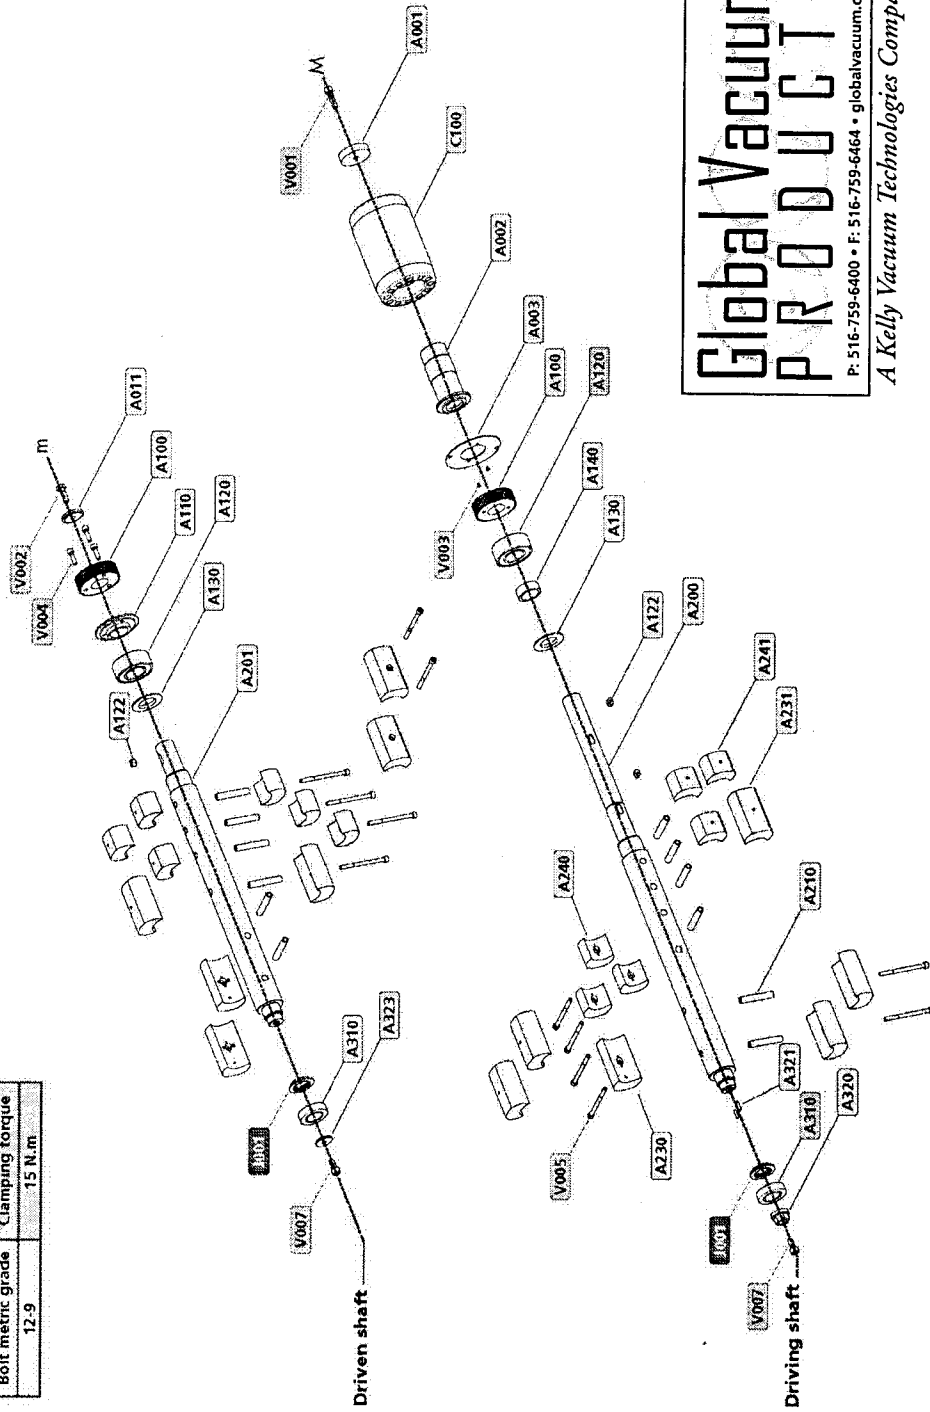 Bolt metric grade Clamping torque
12-9 15 N.m
m
V002
A011
V004
A100
A110
A120
A130
A122
A201
J001
A310
A323
V007
Driven shaft
W
V001
A001
C100
A002
A003
A100
A120
V003
A140
A130
A122
A200
A241
A231
A240
A210
V005
A230
A321
A320
J001
A310
V007
Driving shaft
Global Vacuum
PRODUCT
P: 516-759-6400 • F: 516-759-6464 • globalvacuum.c
A Kelly Vacuum Technologies Compa